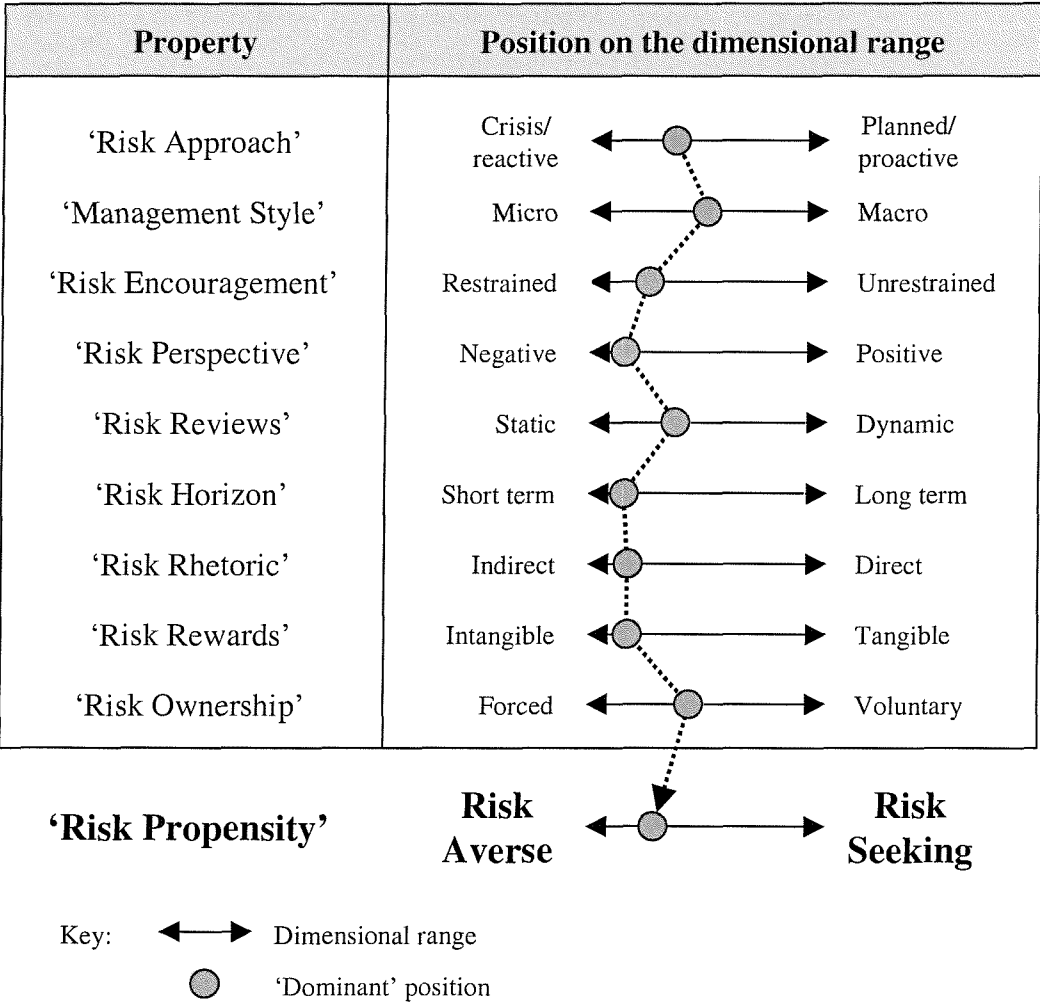 Property Position on the dimensional range
‘Risk Approach’ Crisis/ reactive Planned/ proactive
‘Management Style’ Micro Macro
‘Risk Encouragement’ Restrained Unrestrained
‘Risk Perspective’ Negative Positive
‘Risk Reviews’ Static Dynamic
‘Risk Horizon’ Short term Long term
‘Risk Rhetoric’ Indirect Direct
‘Risk Rewards’ Intangible Tangible
‘Risk Ownership’ Forced Voluntary
‘Risk Propensity’ Risk Averse Risk Seeking
Key: Dimensional range
‘Dominant’ position